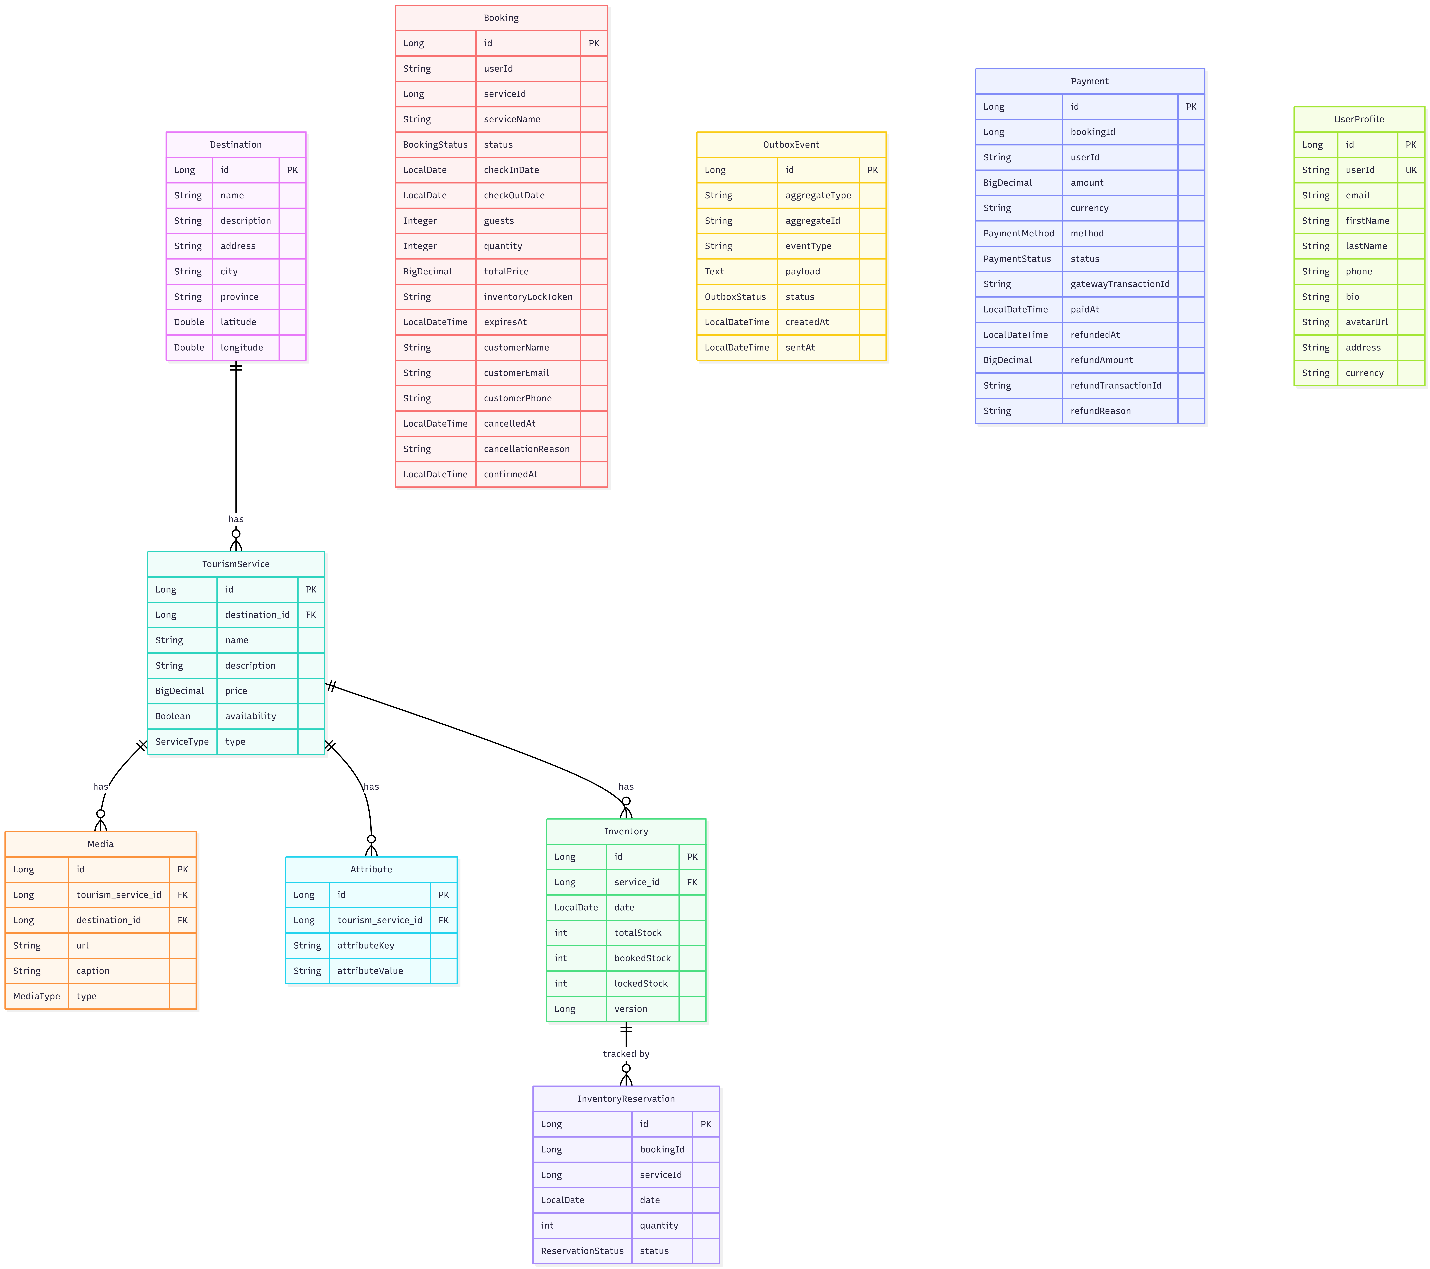 Booking
Long id PK
String userId
Long serviceId
String serviceName
BookingStatus status
LocalDate checkInDate
LocalDate checkOutDate
Integer guests
Integer quantity
BigDecimal totalPrice
String inventoryLockToken
LocalDateTime expiresAt
String customerName
String customerEmail
String customerPhone
LocalDateTime cancelledAt
String cancellationReason
LocalDateTime confirmedAt
Payment
Long id PK
Long bookingId
String userId
BigDecimal amount
String currency
PaymentMethod method
PaymentStatus status
String gatewayTransactionId
LocalDateTime paidAt
LocalDateTime refundedAt
BigDecimal refundAmount
String refundTransactionId
String refundReason
UserProfile
Long id PK
String userId UK
String email
String firstName
String lastName
String phone
String bio
String avatarUrl
String address
String currency
Destination
Long id PK
String name
String description
String address
String city
String province
Double latitude
Double longitude
OutboxEvent
Long id PK
String aggregateType
String aggregateId
String eventType
Text payload
OutboxStatus status
LocalDateTime createdAt
LocalDateTime sentAt
has
TourismService
Long id PK
Long destination_id FK
String name
String description
BigDecimal price
Boolean availability
ServiceType type
has
has
has
Media
Long id PK
Long tourism_service_id FK
Long destination_id FK
String url
String caption
MediaType type
Attribute
Long id PK
Long tourism_service_id FK
String attributeKey
String attributeValue
Inventory
Long id PK
Long service_id FK
LocalDate date
int totalStock
int bookedStock
int lockedStock
Long version
tracked by
InventoryReservation
Long id PK
Long bookingId
Long serviceId
LocalDate date
int quantity
ReservationStatus status